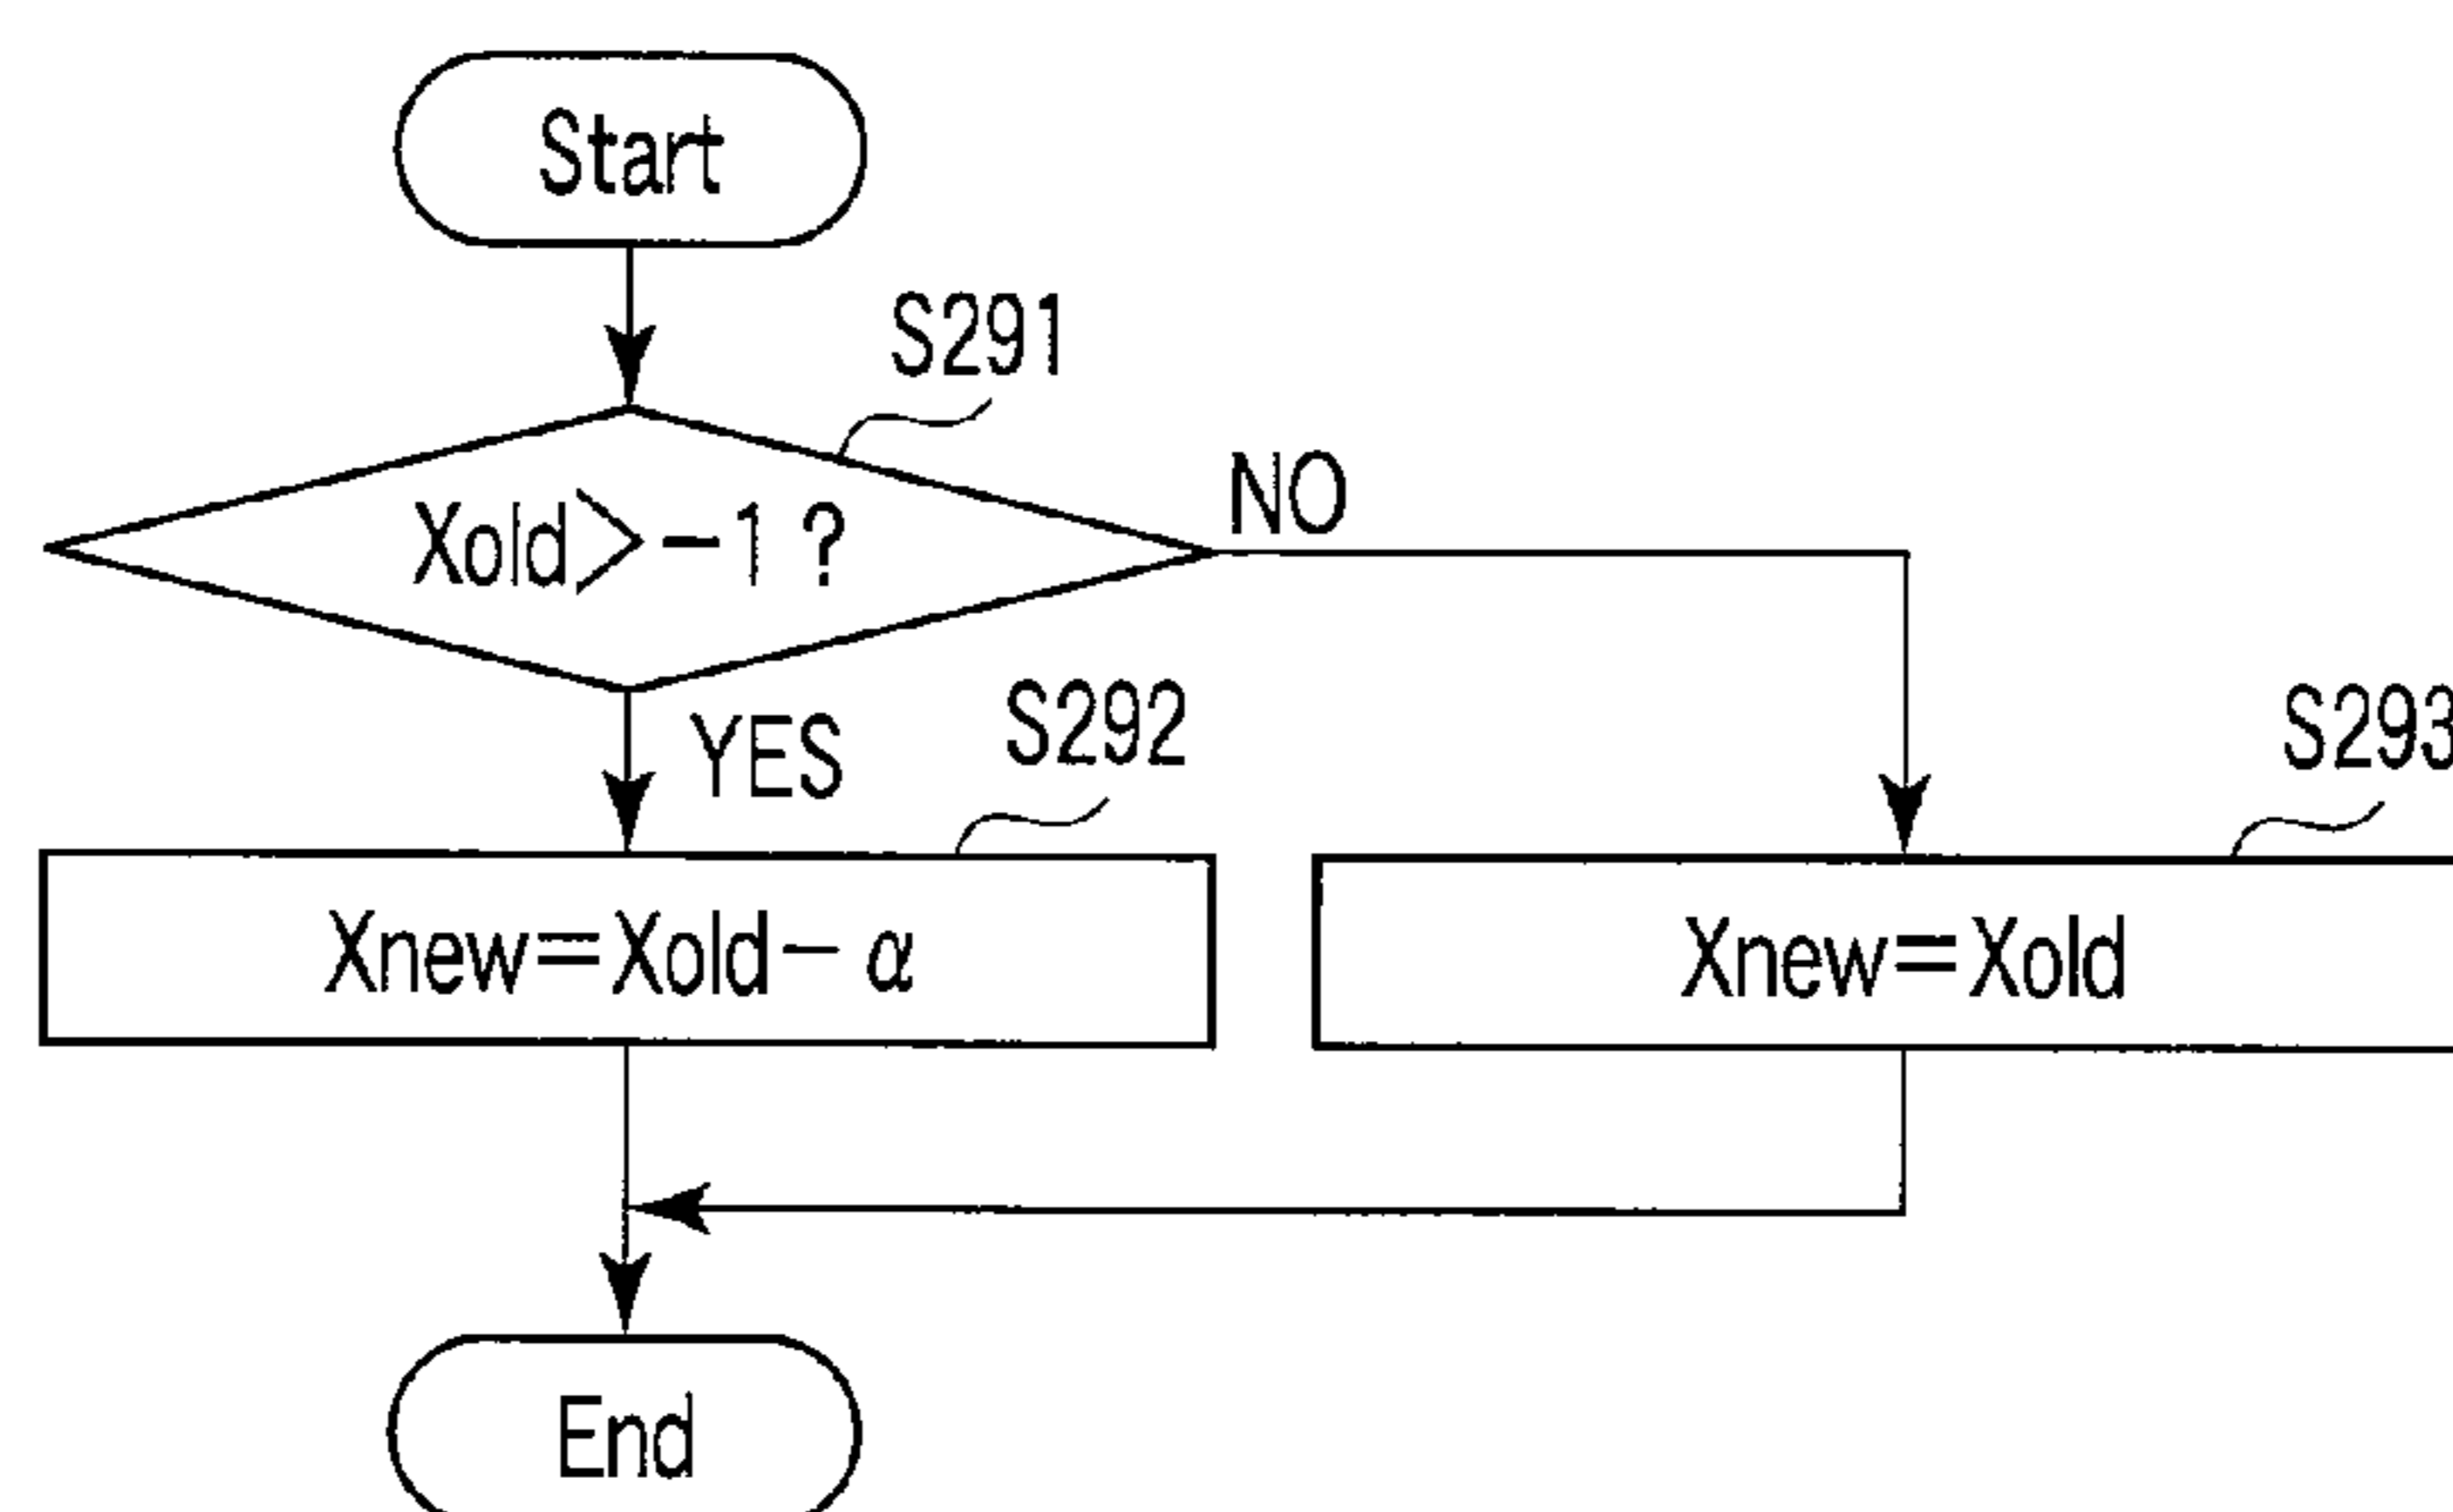 Start
S291
Xold>-1 ?
NO
YES
S292
S293
Xnew=Xold- α
Xnew=Xold
End